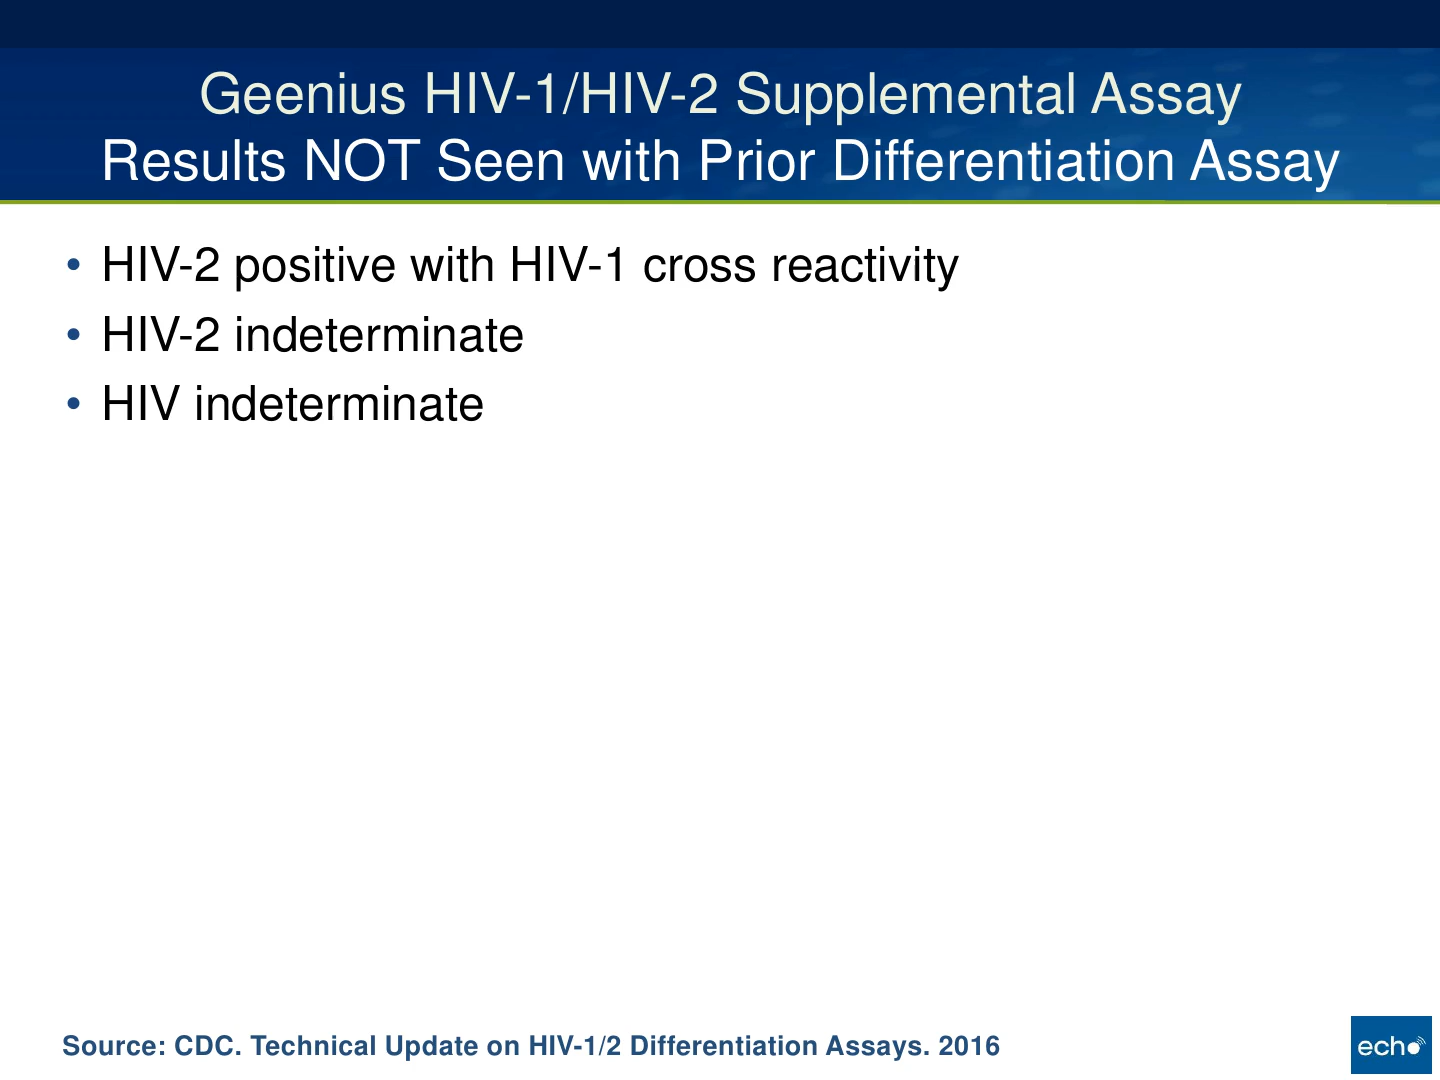 Geenius HIV-1/HIV-2 Supplemental Assay
Results NOT Seen with Prior Differentiation Assay
• HIV-2 positive with HIV-1 cross reactivity
• HIV-2 indeterminate
• HIV indeterminate
Source: CDC. Technical Update on HIV-1/2 Differentiation Assays. 2016
echo